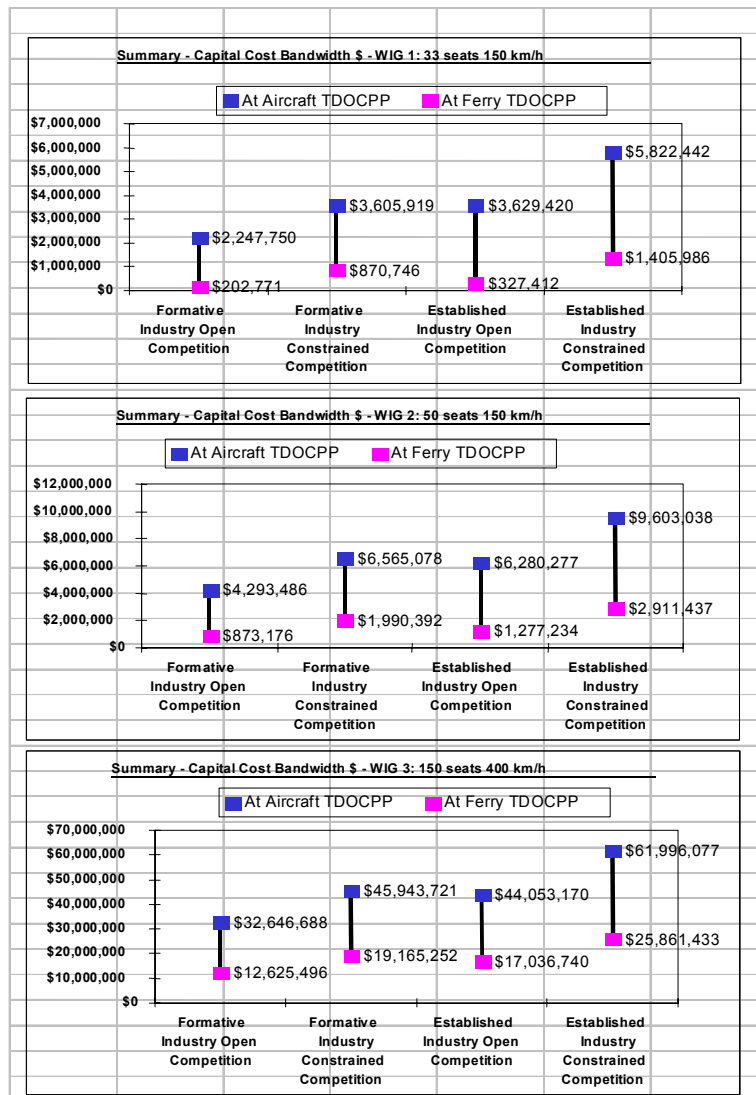 Summary - Capital Cost Bandwidth $ - WIG 1: 33 seats 150 km/h
At Aircraft TDOCPP At Ferry TDOCPP
$7,000,000
$6,000,000
$5,000,000
$4,000,000
$3,000,000
$2,000,000
$1,000,000
$0
$2,247,750
$202,771
$3,605,919
$870,746
$3,629,420
$327,412
$5,822,442
$1,405,986
Formative
Industry Open
Competition
Formative
Industry
Constrained
Competition
Established
Industry Open
Competition
Established
Industry
Constrained
Competition
Summary - Capital Cost Bandwidth $ - WIG 2: 50 seats 150 km/h
At Aircraft TDOCPP At Ferry TDOCPP
$12,000,000
$10,000,000
$8,000,000
$6,000,000
$4,000,000
$2,000,000
$0
$4,293,486
$873,176
$6,565,078
$1,990,392
$6,280,277
$1,277,234
$9,603,038
$2,911,437
Formative
Industry Open
Competition
Formative
Industry
Constrained
Competition
Established
Industry Open
Competition
Established
Industry
Constrained
Competition
Summary - Capital Cost Bandwidth $ - WIG 3: 150 seats 400 km/h
At Aircraft TDOCPP At Ferry TDOCPP
$70,000,000
$60,000,000
$50,000,000
$40,000,000
$30,000,000
$20,000,000
$10,000,000
$0
$32,646,688
$12,625,496
$45,943,721
$19,165,252
$44,053,170
$17,036,740
$61,996,077
$25,861,433
Formative
Industry Open
Competition
Formative
Industry
Constrained
Competition
Established
Industry Open
Competition
Established
Industry
Constrained
Competition